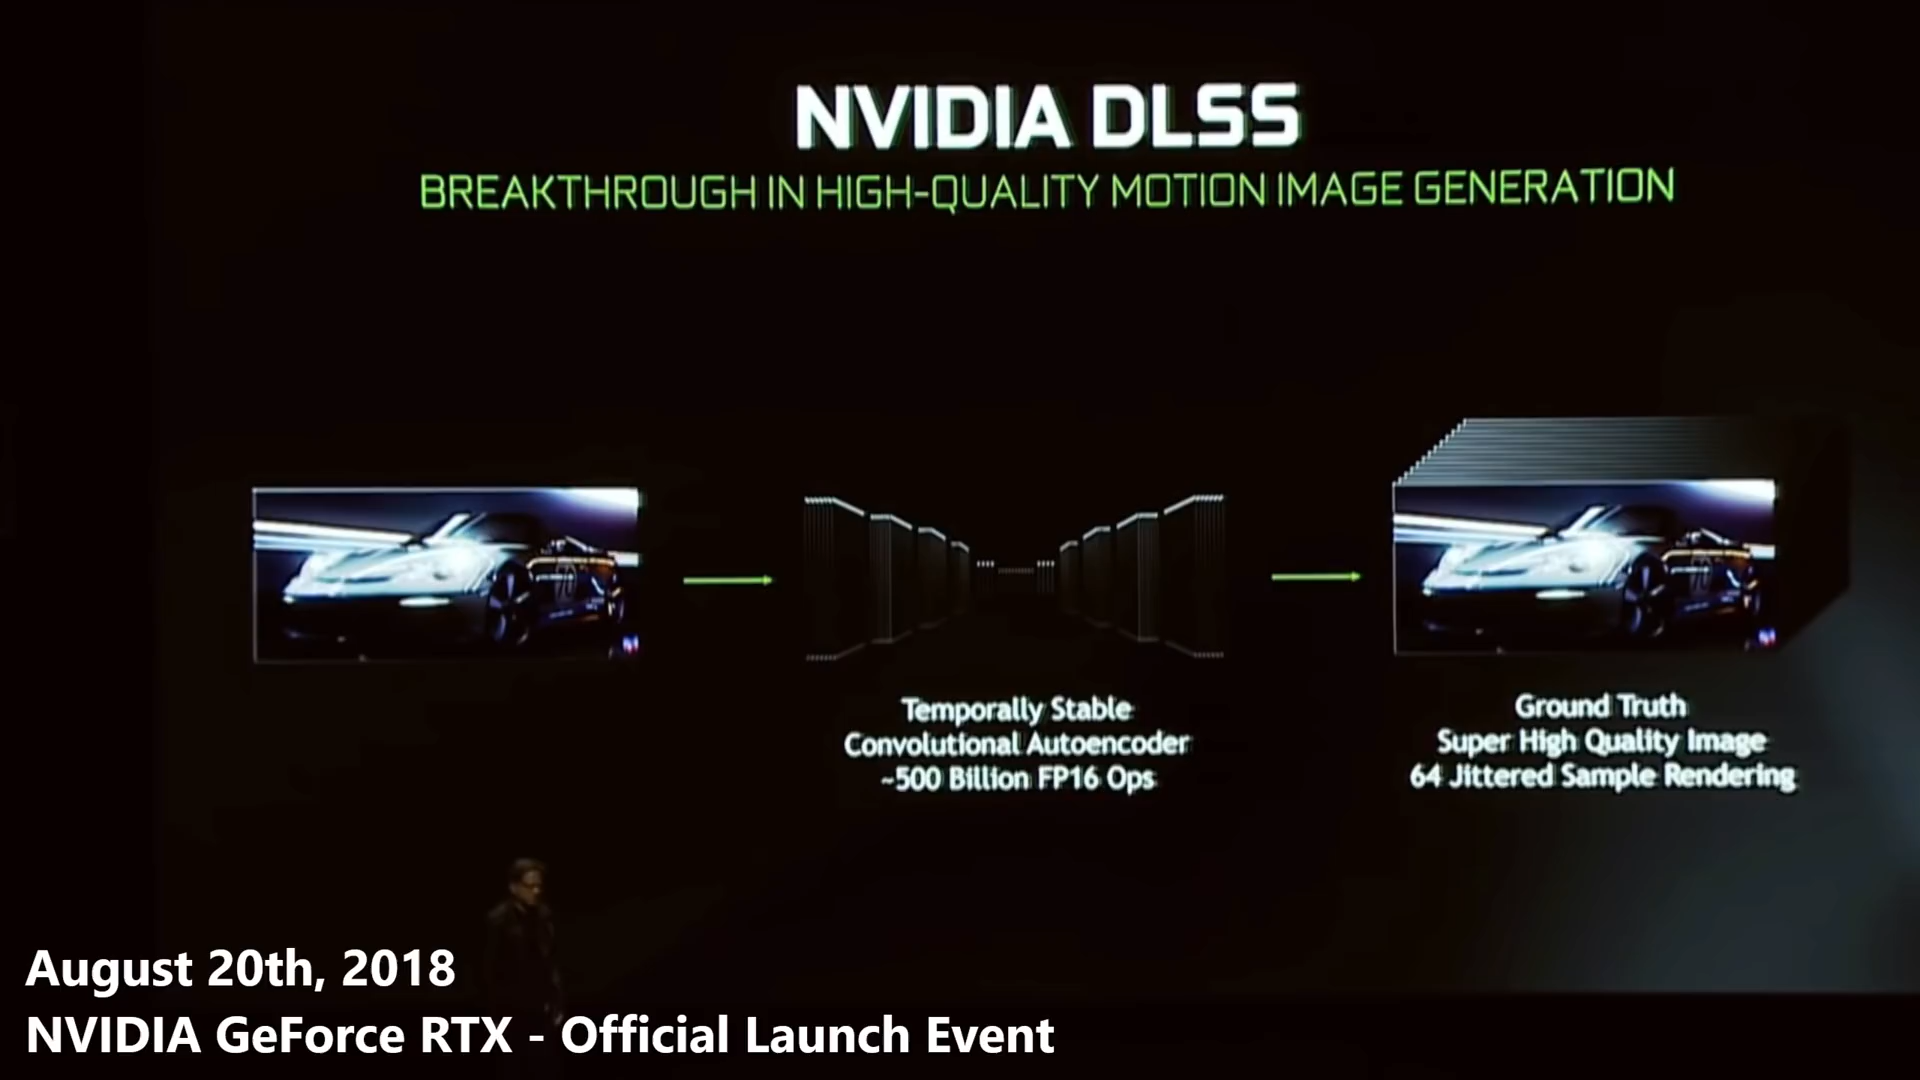 NVIDIA DLSS
BREAKTHROUGH IN HIGH-QUALITY MOTION IMAGE GENERATION
Temporally Stable
Convolutional Autoencoder
~500 Billion FP16 Ops
Ground Truth
Super High Quality Image
64 Jittered Sample Rendering
August 20th, 2018
NVIDIA GeForce RTX - Official Launch Event